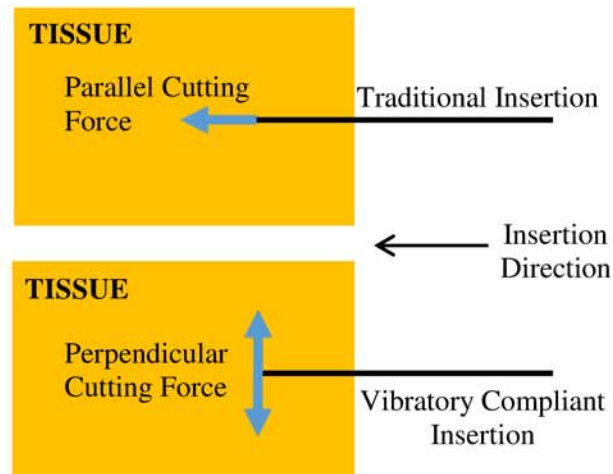 TISSUE
Parallel Cutting
Force
Traditional Insertion
Insertion
Direction
TISSUE
Perpendicular
Cutting Force
Vibratory Compliant
Insertion